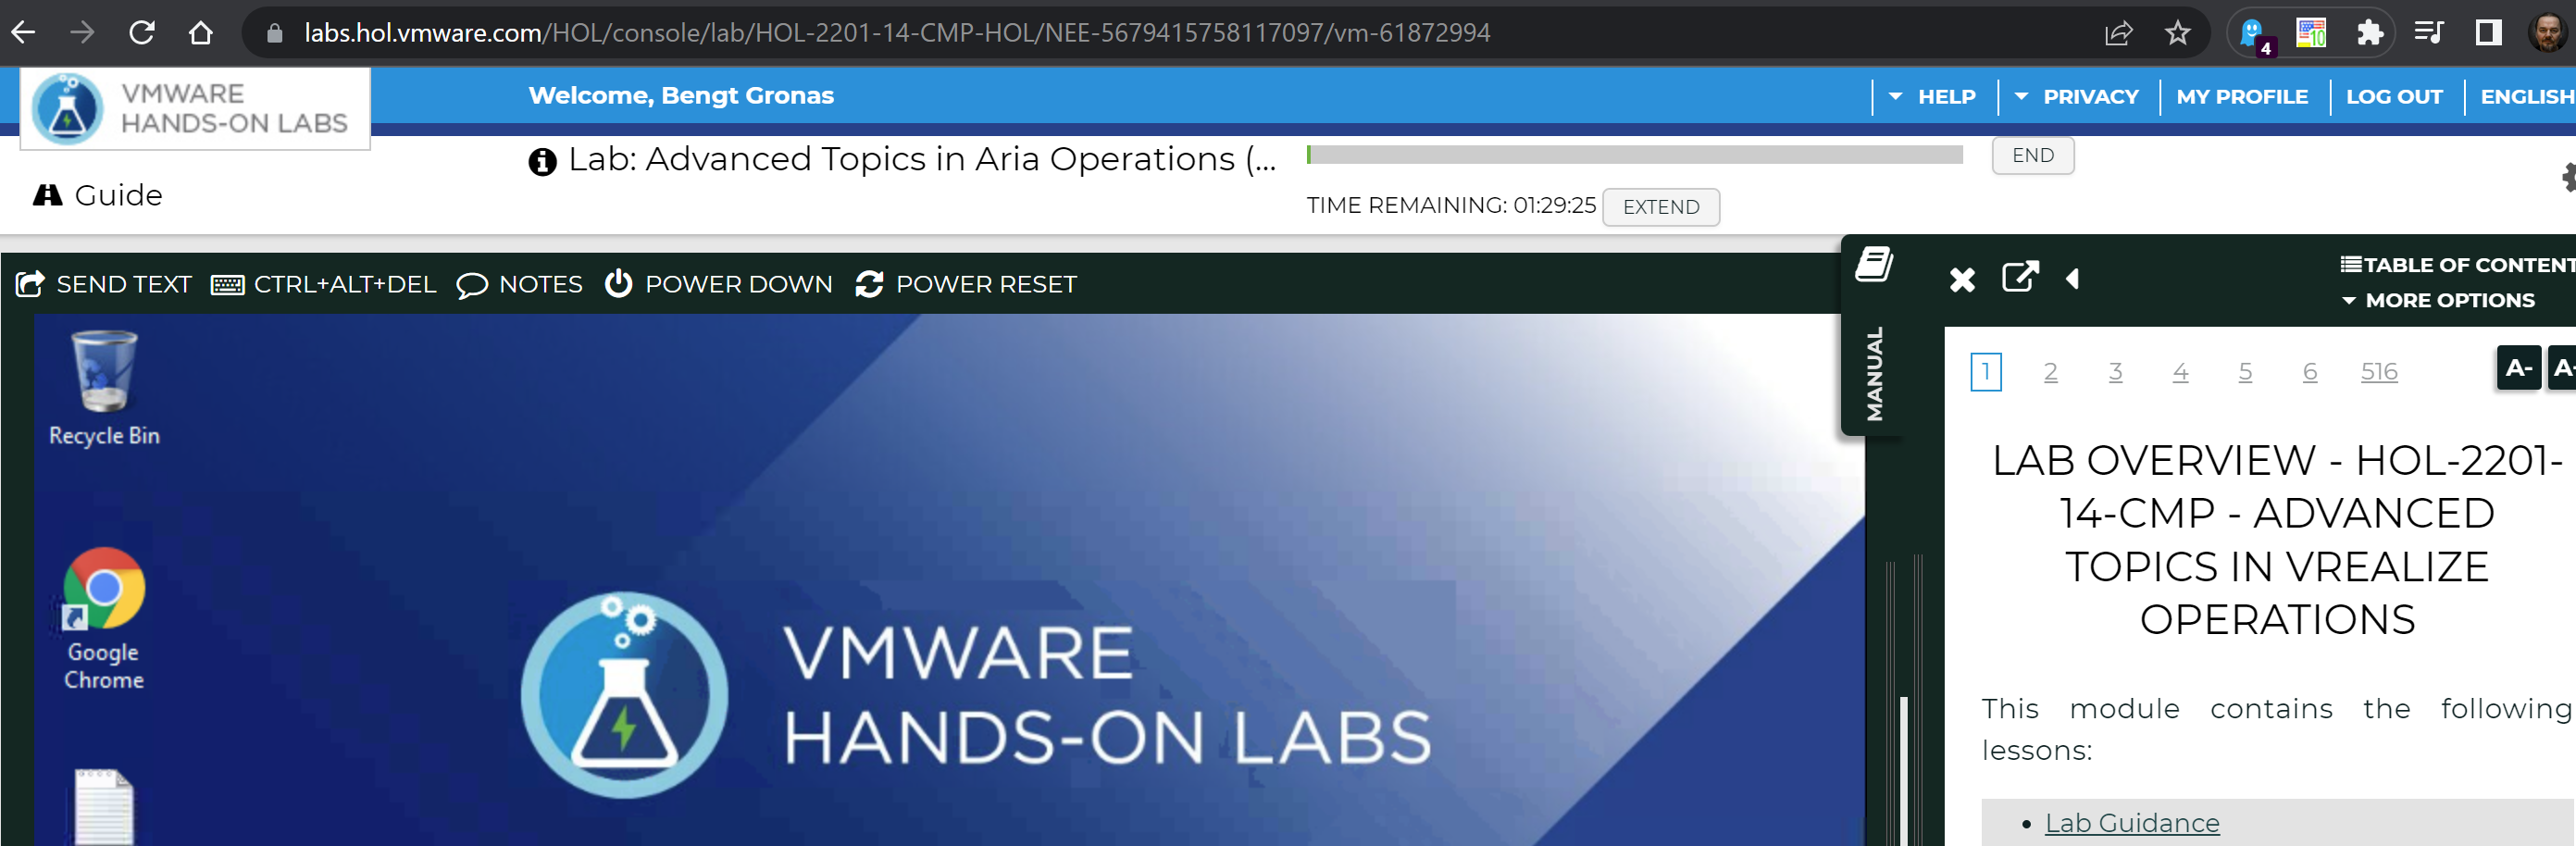 labs.hol.vmware.com/HOL/console/lab/HOL-2201-14-CMP-HOL/NEE-5679415758117097/vm-61872994
4
10
VMWARE
HANDS-ON LABS
Welcome, Bengt Gronas
HELP
PRIVACY
MY PROFILE
LOG OUT
ENGLISH
Lab: Advanced Topics in Aria Operations (...
END
Guide
TIME REMAINING: 01:29:25
EXTEND
SEND TEXT
CTRL+ALT+DEL
NOTES
POWER DOWN
POWER RESET
MANUAL
TABLE OF CONTENT
MORE OPTIONS
1 2 3 4 5 6 516
A-
A-
Recycle Bin
Google
Chrome
VMWARE
HANDS-ON LABS
LAB OVERVIEW - HOL-2201-
14-CMP - ADVANCED
TOPICS IN VREALIZE
OPERATIONS
This module contains the following
lessons:
• Lab Guidance